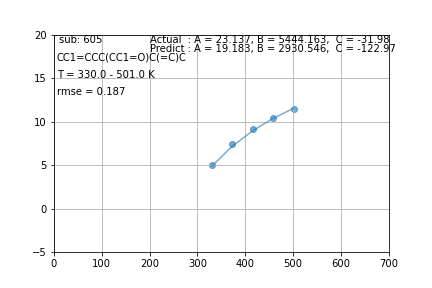 sub: 605
Actual : A = 23.137, B = 5444.163, C = -31.98
Predict : A = 19.183, B = 2930.546, C = -122.97
CC1=CCC(CC1=O)C(=C)C
T = 330.0 - 501.0 K
rmse = 0.187
20
15
10
5
0
−5
0 100 200 300 400 500 600 700